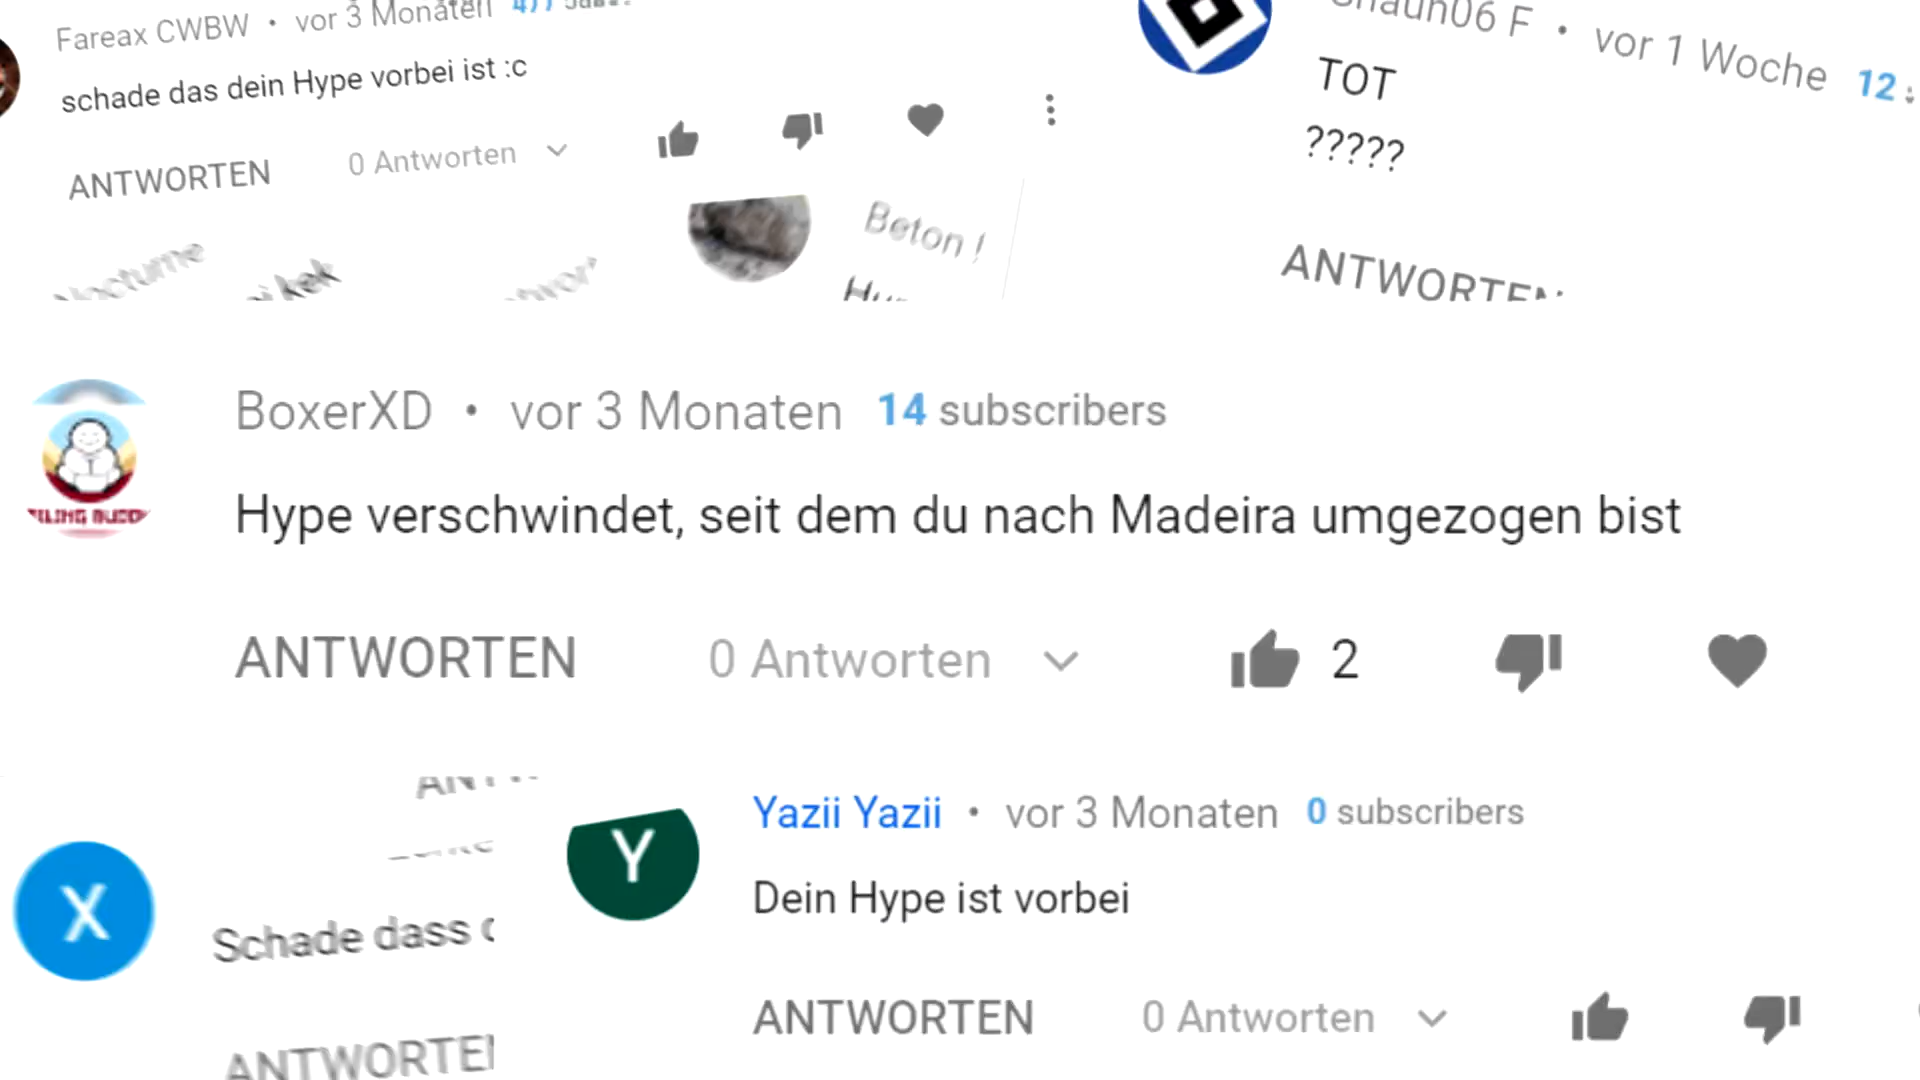 Fareax CWBW • vor 3 Monaten
schade das dein Hype vorbei ist :c
ANTWORTEN 0 Antworten
F • vor 1 Woche 12
TOT
?????
ANTWORTEN
kek
Beton !
BoxerXD • vor 3 Monaten 14 subscribers
Hype verschwindet, seit dem du nach Madeira umgezogen bist
ANTWORTEN 0 Antworten 2
X
Schade dass
Y
Yazii Yazii • vor 3 Monaten 0 subscribers
Dein Hype ist vorbei
ANTWORTEN 0 Antworten